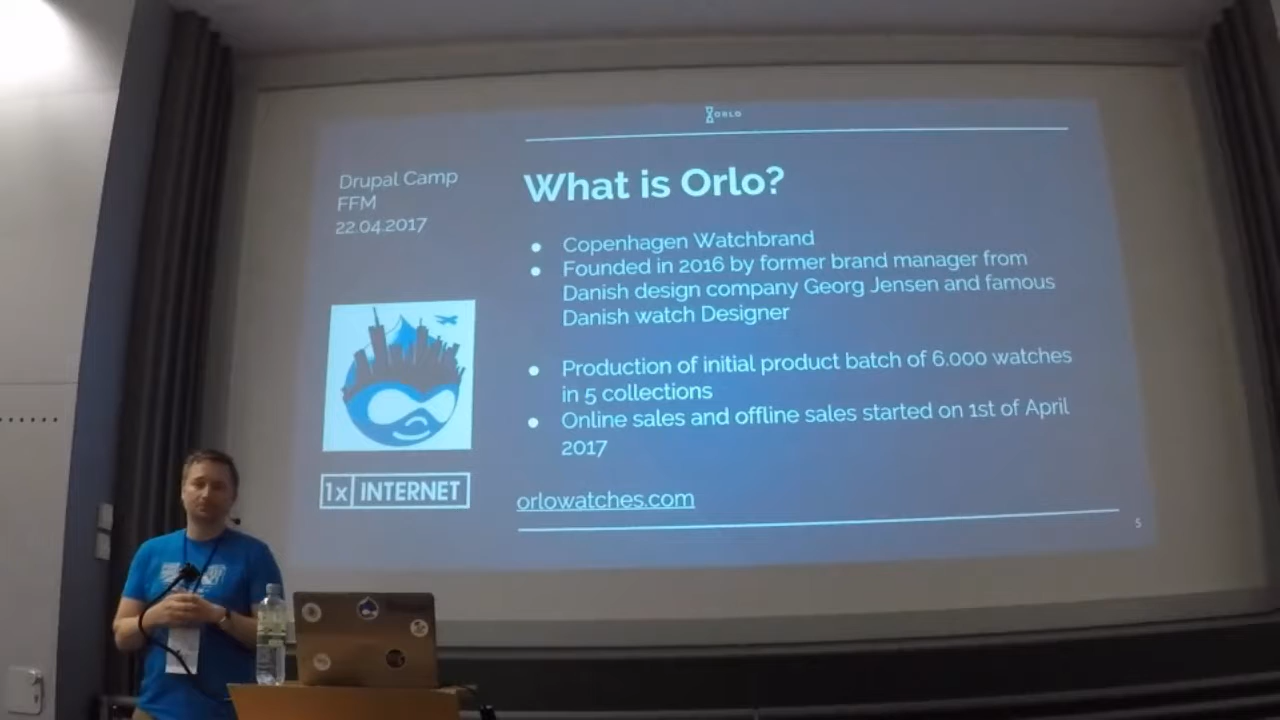 ORLO
Drupal Camp
FFM
22.04.2017
What is Orlo?
● Copenhagen Watchbrand
● Founded in 2016 by former brand manager from
Danish design company Georg Jensen and famous
Danish watch Designer
● Production of initial product batch of 6.000 watches
in 5 collections
● Online sales and offline sales started on 1st of April
2017
1x INTERNET
orlowatches.com
5